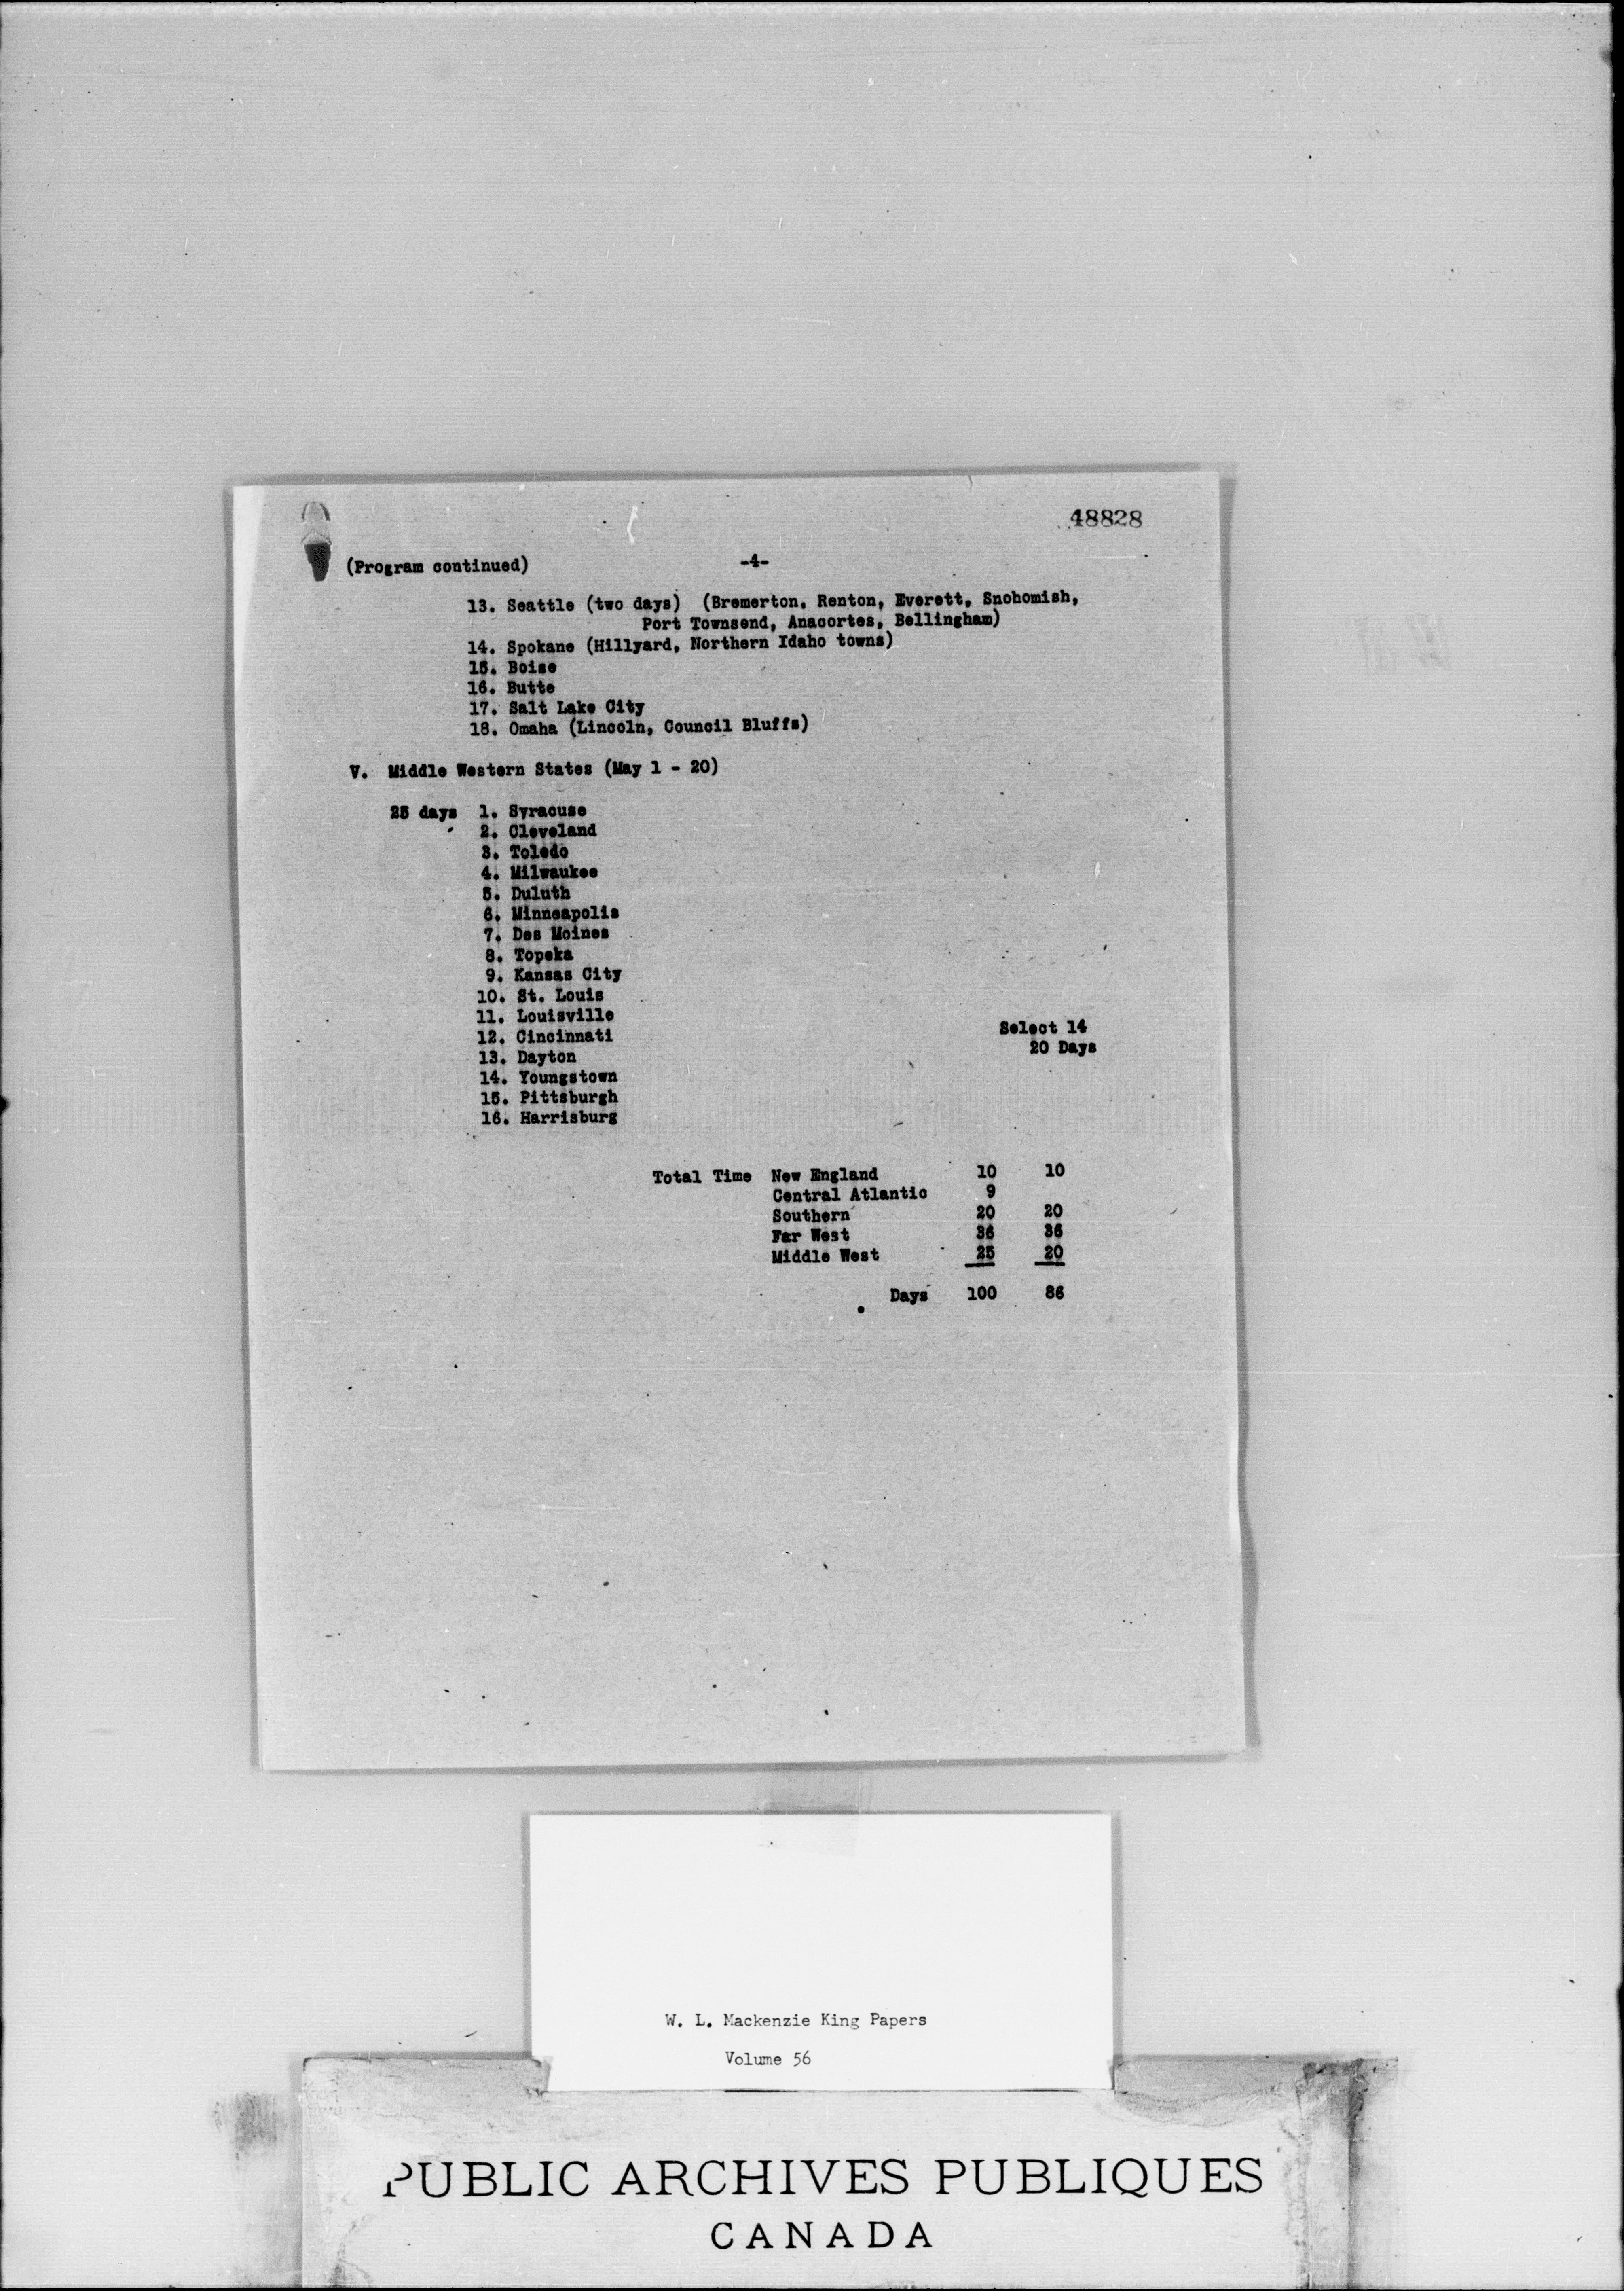 48828
(Program continued) -4-
13. Seattle (two days) (Bremerton, Renton, Everett, Snohomish,
Port Townsend, Anacortes, Bellingham)
14. Spokane (Hillyard, Northern Idaho towns)
15. Boise
16. Butte
17. Salt Lake City
18. Omaha (Lincoln, Council Bluffs)
V. Middle Western States (May 1 - 20)
25 days 1. Syracuse
2. Cleveland
3. Toledo
4. Milwaukee
5. Duluth
6. Minneapolis
7. Des Moines
8. Topeka
9. Kansas City
10. St. Louis
11. Louisville
12. Cincinnati
13. Dayton
14. Youngstown
15. Pittsburgh
16. Harrisburg
Select 14
20 Days
Total Time New England 10 10
Central Atlantic 9
Southern 20 20
Far West 36 36
Middle West 25 20
Days 100 86
W. L. Mackenzie King Papers
Volume 56
PUBLIC ARCHIVES PUBLIQUES
CANADA